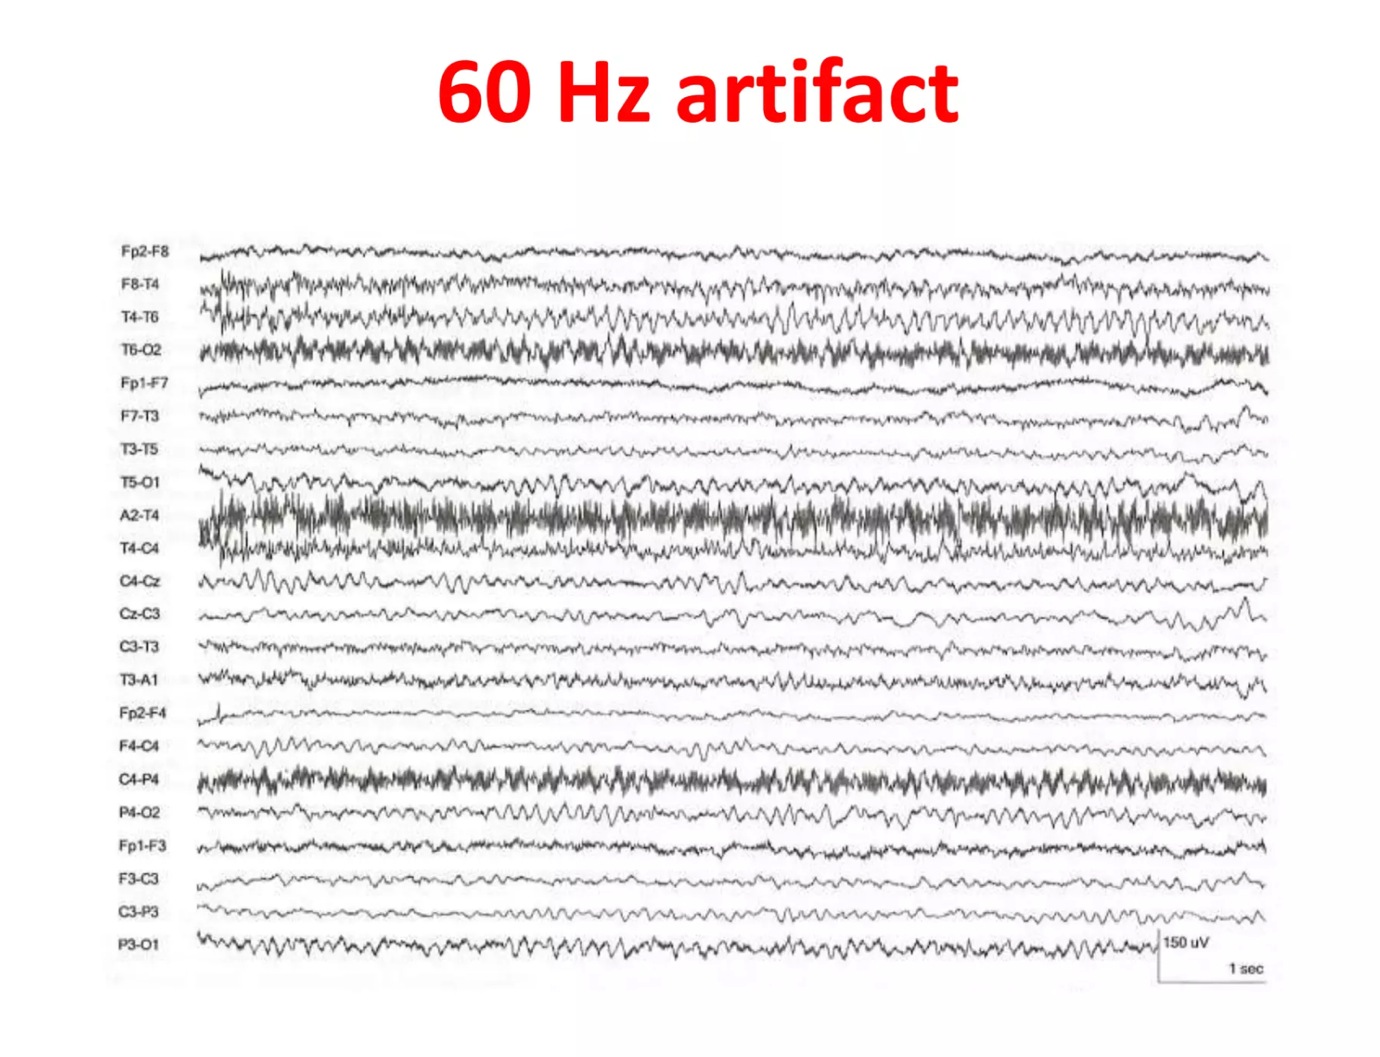 60 Hz artifact
Fp2-F8
F8-T4
T4-T6
T6-O2
Fp1-F7
F7-T3
T3-T5
T5-O1
A2-T4
T4-C4
C4-Cz
Cz-C3
C3-T3
T3-A1
Fp2-F4
F4-C4
C4-P4
P4-O2
Fp1-F3
F3-C3
C3-P3
P3-O1
150 uV
1 sec